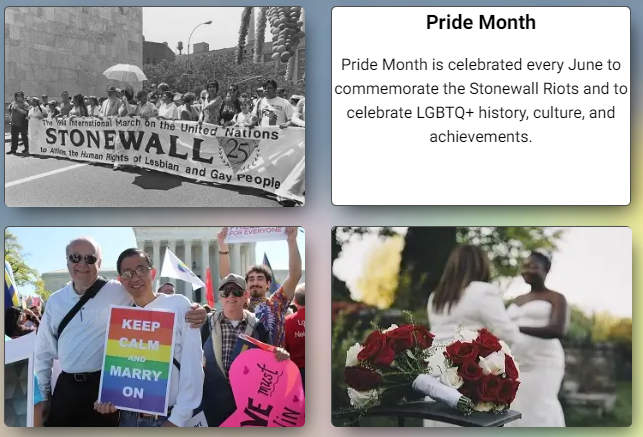 The 1994 International March on the United Nations
STONEWALL 25
to Affirm the Human Rights of Lesbian and Gay People
Pride Month
Pride Month is celebrated every June to
commemorate the Stonewall Riots and to
celebrate LGBTQ+ history, culture, and
achievements.
FOR EVERYONE
KEEP
CALM
AND
MARRY
ON
must